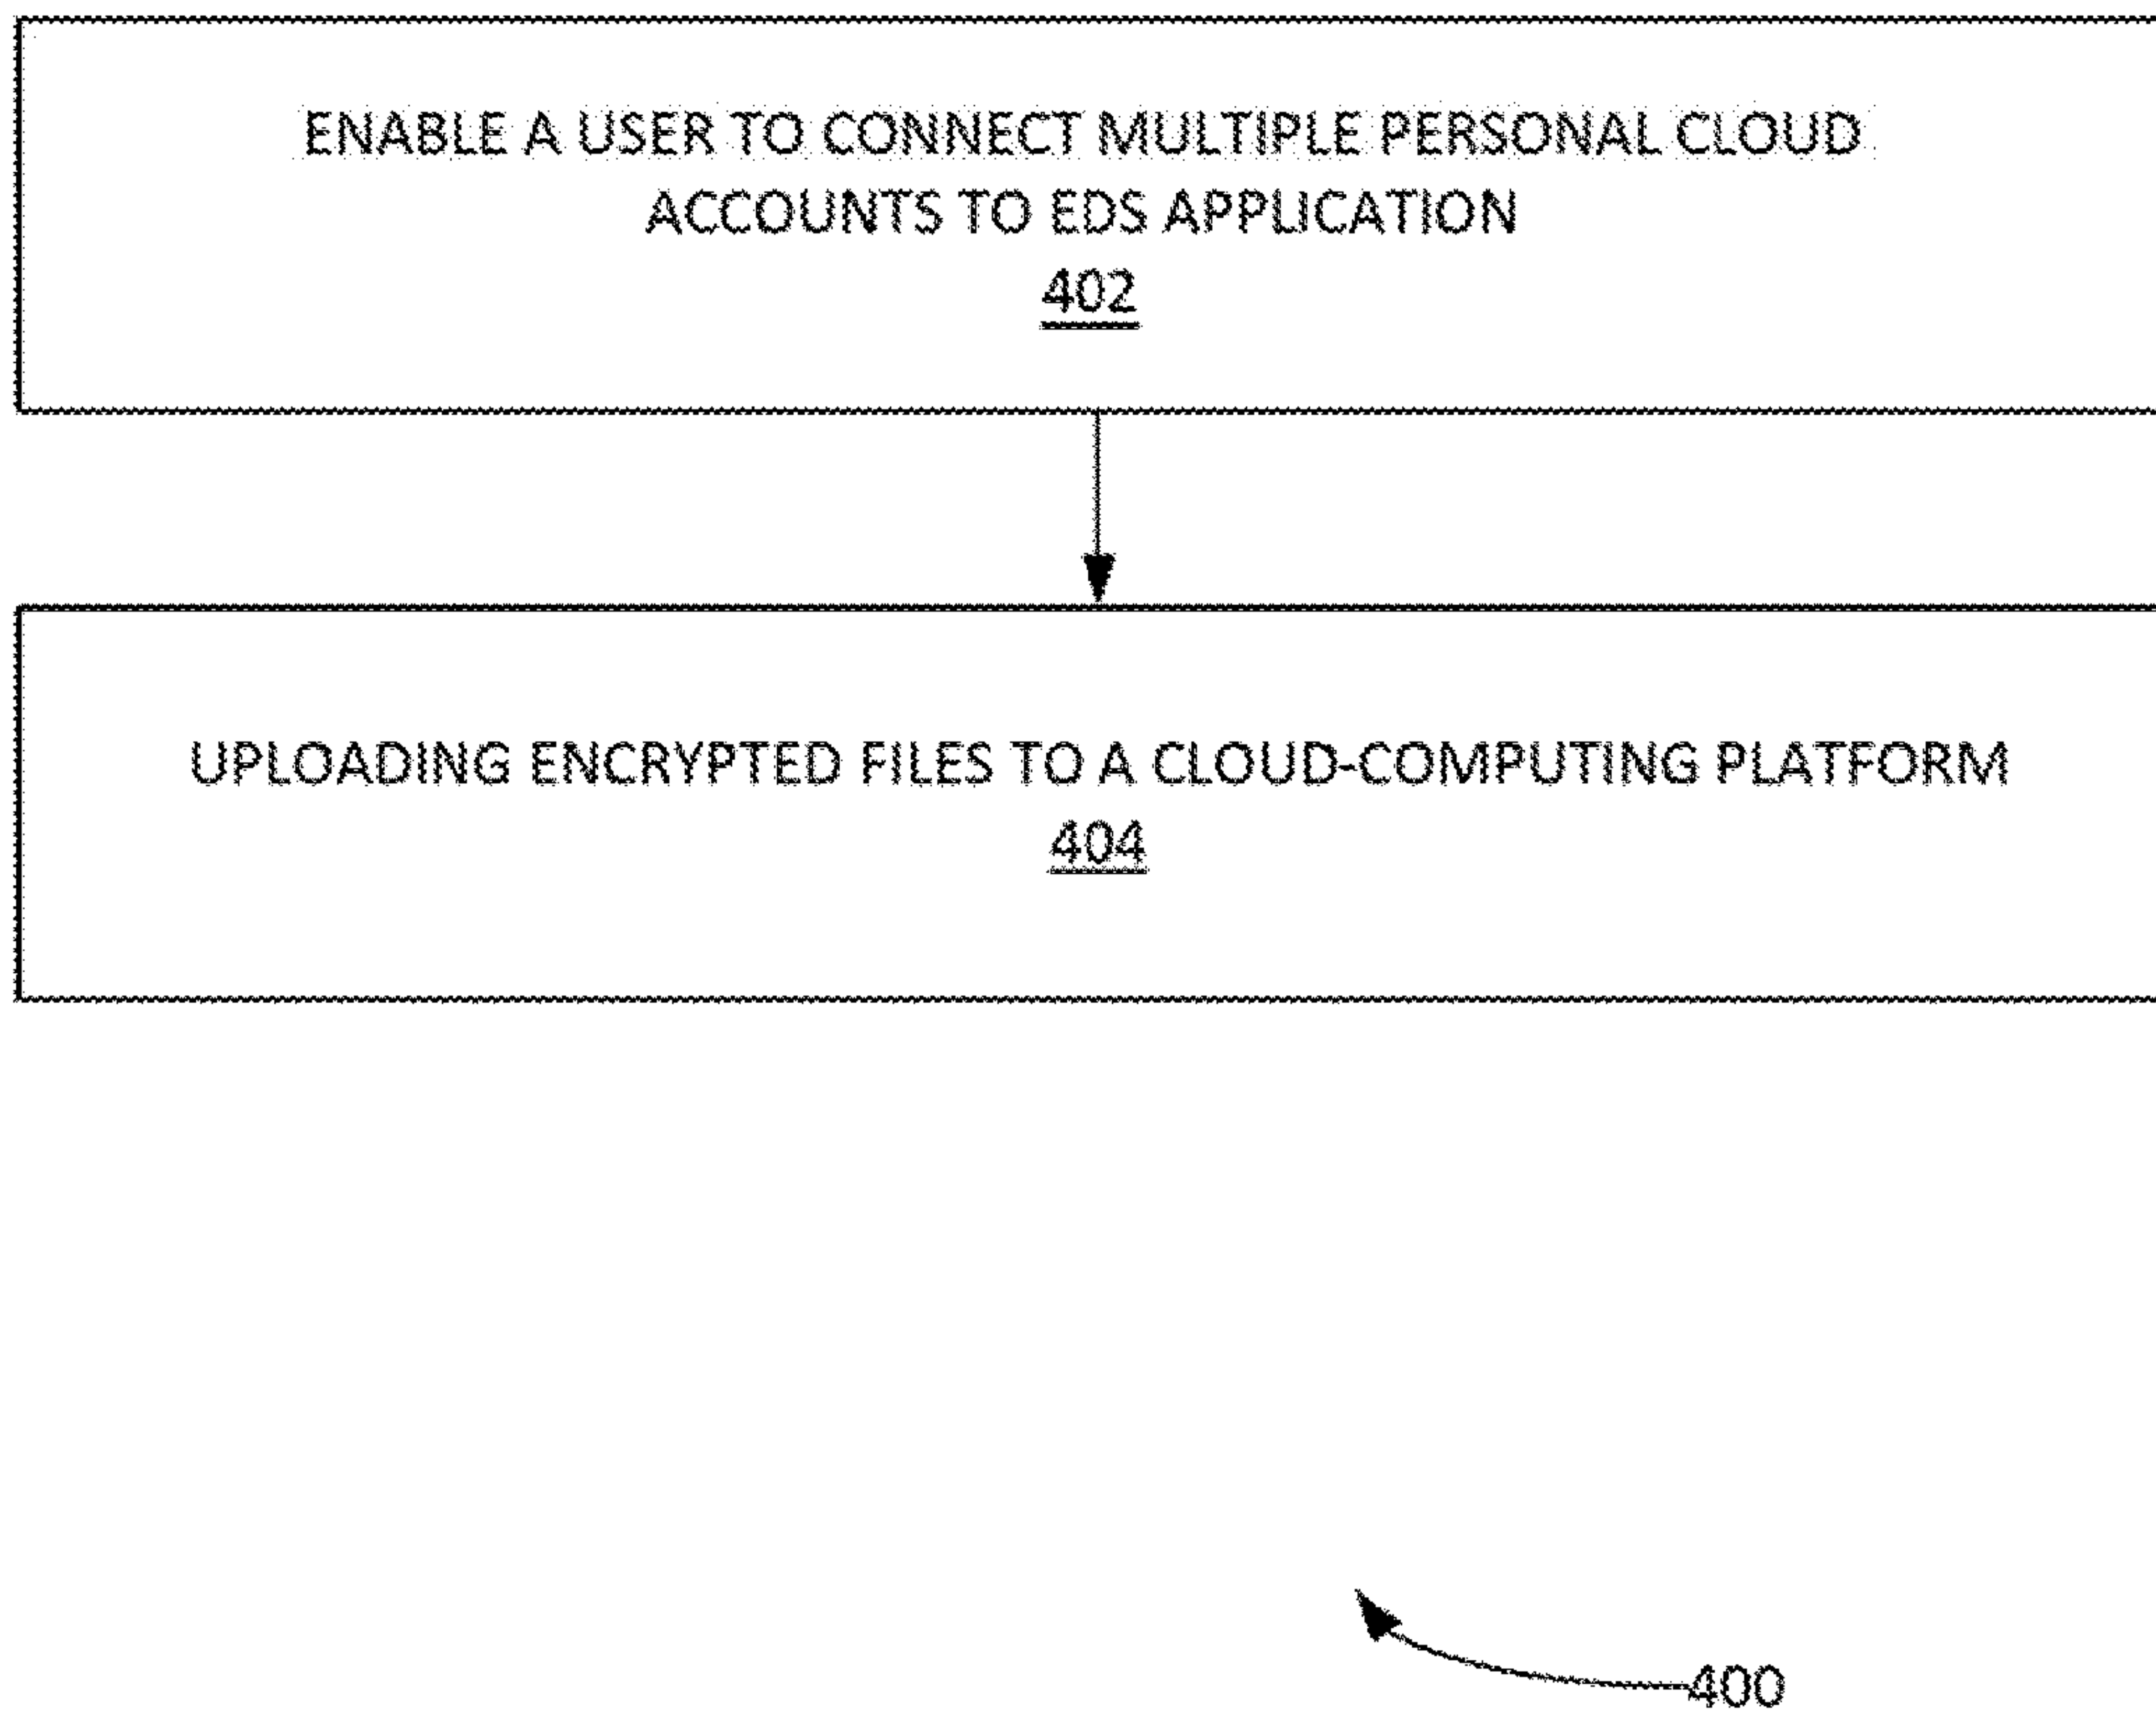 ENABLE A USER TO CONNECT MULTIPLE PERSONAL CLOUD
ACCOUNTS TO EDS APPLICATION
402
UPLOADING ENCRYPTED FILES TO A CLOUD-COMPUTING PLATFORM
404
400